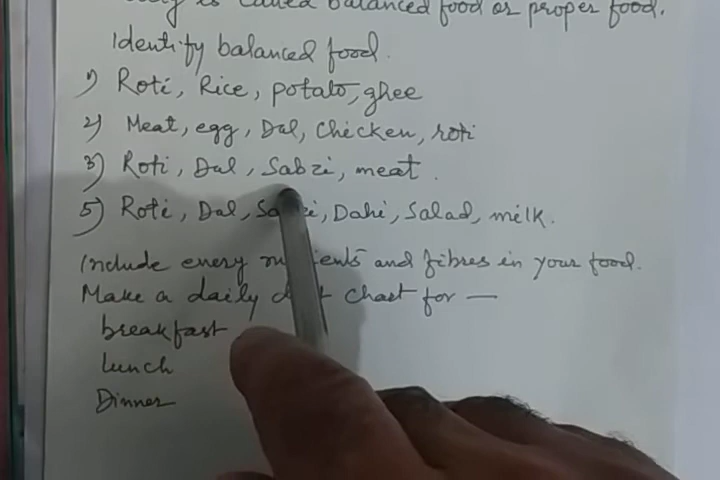 is called balanced food or proper food.
Identify balanced food.
1) Roti, Rice, potato, ghee
2) Meat, egg, Dal, Chicken, roti
3) Roti, Dal, Sabzi, meat.
5) Roti, Dal, Sabzi, Dahi, Salad, milk.
Include every and fibres in your food.
Make a daily chart for —
breakfast
lunch
Dinner